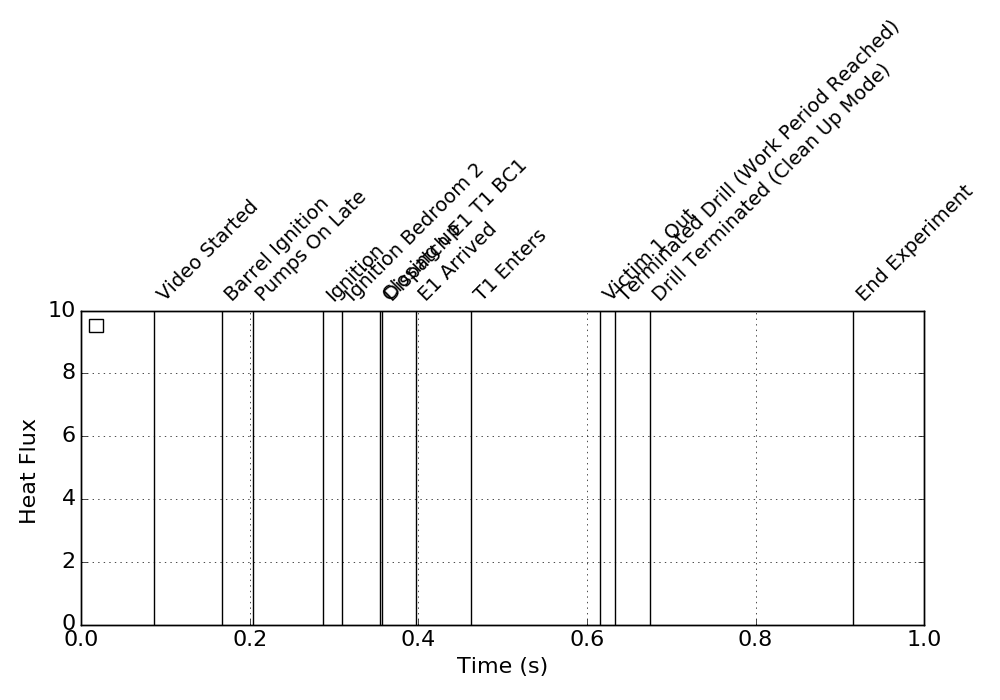 Terminated Drill (Work Period Reached)
Drill Terminated (Clean Up Mode)
Video Started
Barrel Ignition
Pumps On Late
Ignition
Ignition Bedroom 2
Dispatch E1 T1 BC1
E1 Arrived
T1 Enters
Victim 1 Out
End Experiment
10
8
6
4
2
0
Heat Flux
0.0
0.2
0.4
0.6
0.8
1.0
Time (s)